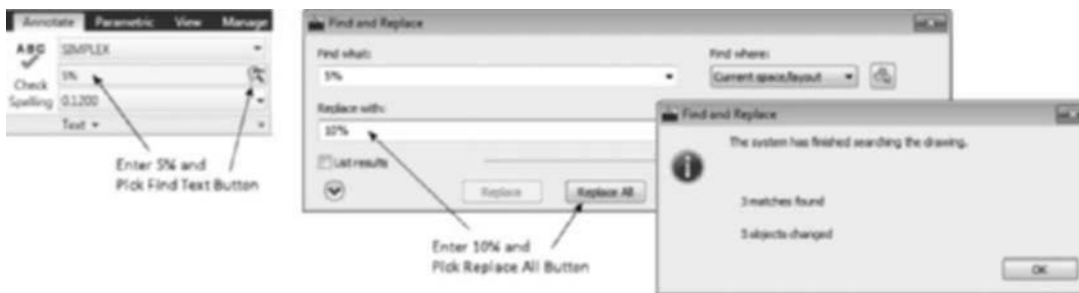 Annotate Parametric View Manage
ABC
SIMPLEX
Check
Spelling
5%
0.1200
Text
Enter 5% and
Pick Find Text Button
Find and Replace
Find what:
5%
Find where:
Current space/layout
Replace with:
10%
List results
Replace
Replace All
Enter 10% and
Pick Replace All Button
Find and Replace
The system has finished searching the drawing.
3 matches found
3 objects changed
OK